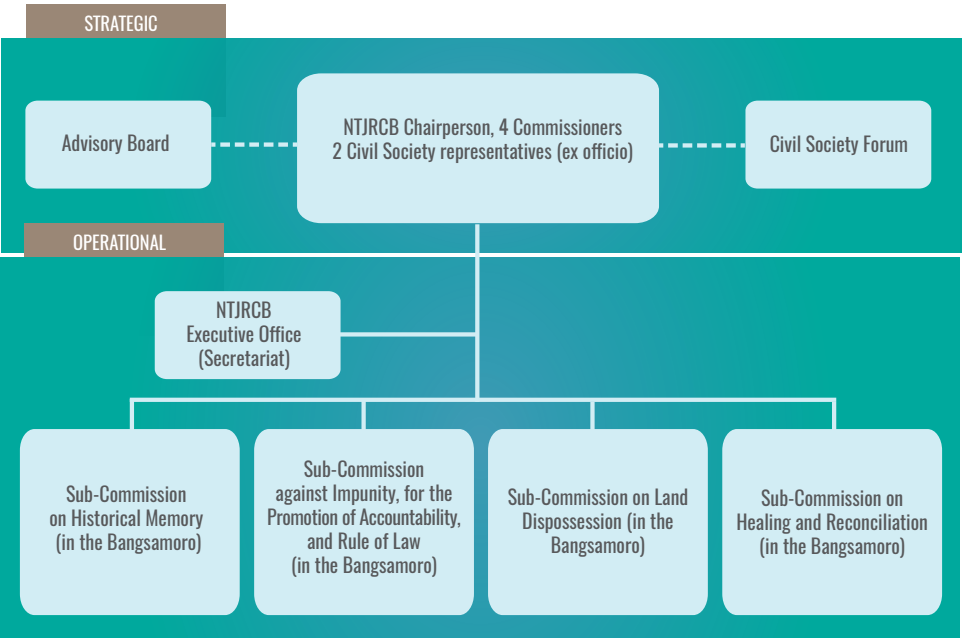 STRATEGIC
Advisory Board
NTJRCB Chairperson, 4 Commissioners
2 Civil Society representatives (ex officio)
Civil Society Forum
OPERATIONAL
NTJRCB
Executive Office
(Secretariat)
Sub-Commission
on Historical Memory
(in the Bangsamoro)
Sub-Commission
against Impunity, for the
Promotion of Accountability,
and Rule of Law
(in the Bangsamoro)
Sub-Commission on Land
Dispossession (in the
Bangsamoro)
Sub-Commission on
Healing and Reconciliation
(in the Bangsamoro)